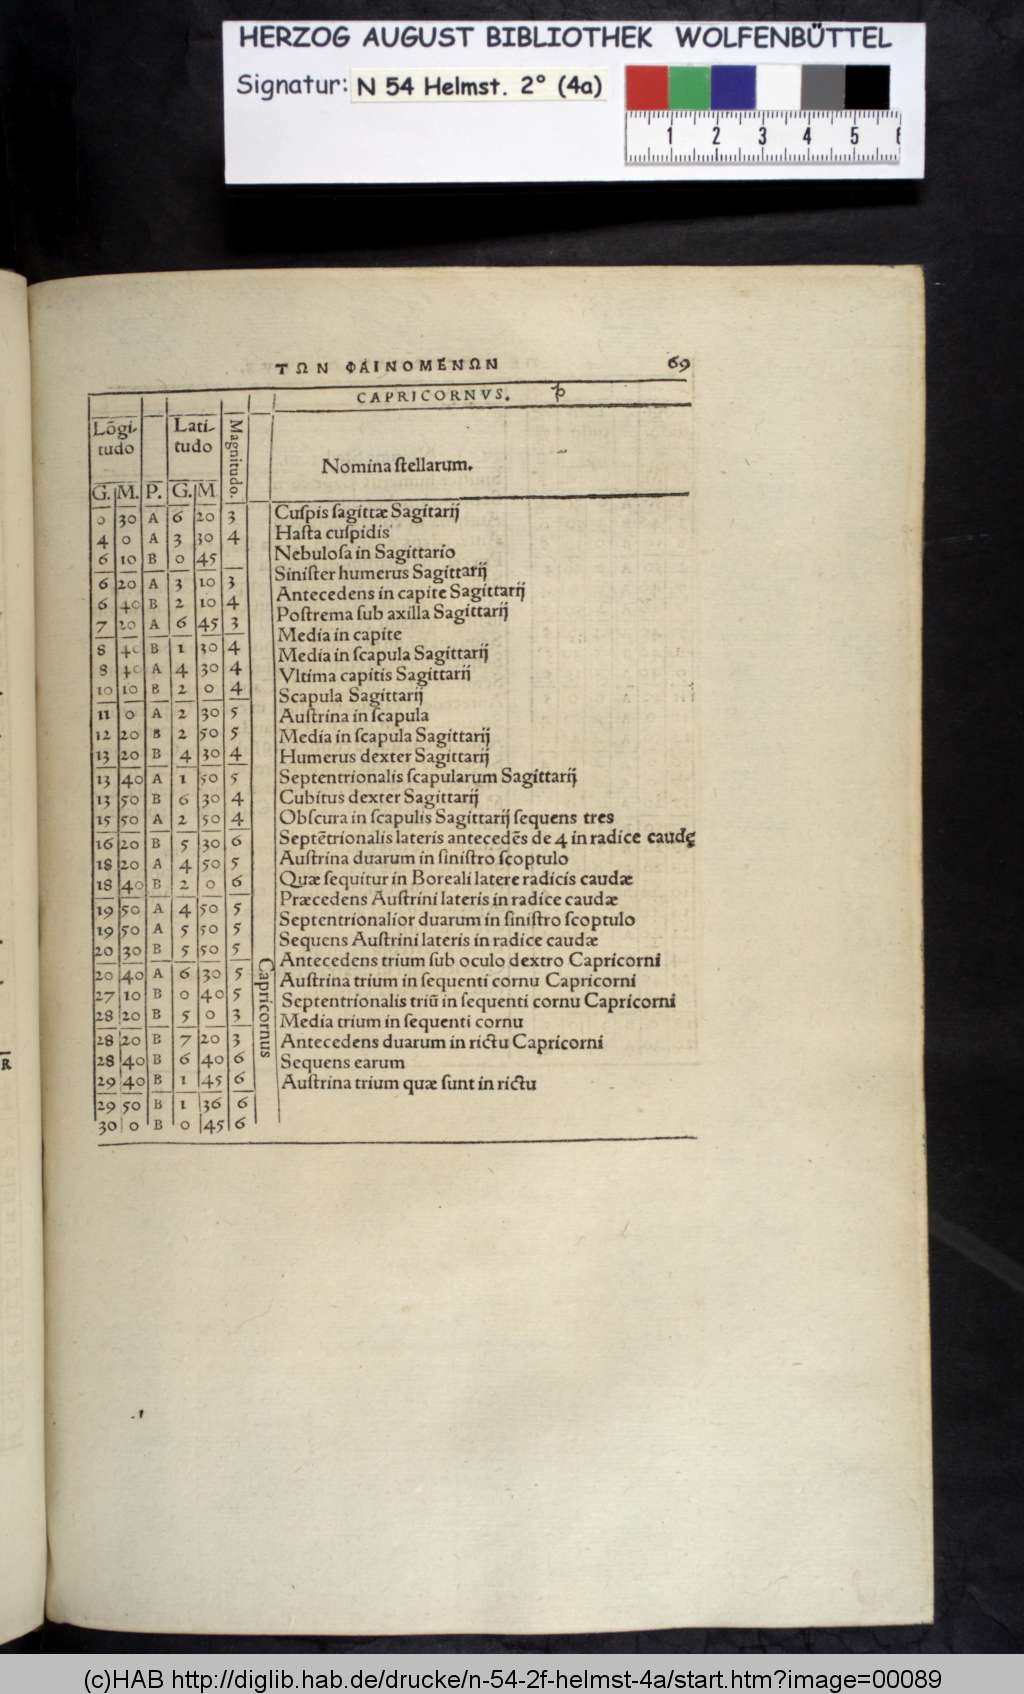 HERZOG AUGUST BIBLIOTHEK WOLFENBÜTTEL
Signatur: N 54 Helmst. 2° (4a)
1 2 3 4 5 6
ΤΩΝ ΦΑΙΝΟΜΕΝΩΝ 69
CAPRICORNVS. ♑
Lōgi-tudo Lati-tudo Magnitudo. Nomina ſtellarum.
G. M. P. G. M
0 30 A 6 20 3 Cuſpis ſagittæ Sagitarij
4 0 A 3 30 4 Haſta cuſpidis
6 10 B 0 45 Nebuloſa in Sagittario
6 20 A 3 10 3 Siniſter humerus Sagittarij
6 40 B 2 10 4 Antecedens in capite Sagittarij
7 20 A 6 45 3 Poſtrema ſub axilla Sagittarij
8 40 B 1 30 4 Media in capite
8 40 A 4 30 4 Media in ſcapula Sagittarij
10 10 B 2 0 4 Vltima capitis Sagittarij
11 0 A 2 30 5 Scapula Sagittarij
12 20 B 2 50 5 Auſtrina in ſcapula
13 20 B 4 30 4 Media in ſcapula Sagittarij
13 40 A 1 50 5 Humerus dexter Sagittarij
13 50 B 6 30 4 Septentrionalis ſcapularum Sagittarij
15 50 A 2 50 4 Cubitus dexter Sagittarij
16 20 B 5 30 6 Obſcura in ſcapulis Sagittarij ſequens tres
18 20 A 4 50 5 Septētrionalis lateris antecedēs de 4 in radice caudę
18 40 B 2 0 6 Auſtrina duarum in ſiniſtro ſcoptulo
19 50 A 4 50 5 Quæ ſequitur in Boreali latere radicis caudæ
19 50 A 5 50 5 Præcedens Auſtrini lateris in radice caudæ
20 30 B 5 50 5 Septentrionalior duarum in ſiniſtro ſcoptulo
20 40 A 6 30 5 Sequens Auſtrini lateris in radice caudæ
27 10 B 0 40 5 Antecedens trium ſub oculo dextro Capricorni
28 20 B 5 0 3 Auſtrina trium in ſequenti cornu Capricorni
28 20 B 7 20 3 Septentrionalis triū in ſequenti cornu Capricorni
28 40 B 6 40 6 Media trium in ſequenti cornu
29 40 B 1 45 6 Antecedens duarum in rictu Capricorni
29 50 B 1 36 6 Sequens earum
30 0 B 0 45 6 Auſtrina trium quæ ſunt in rictu
Capricornus
R
(c)HAB http://diglib.hab.de/drucke/n-54-2f-helmst-4a/start.htm?image=00089